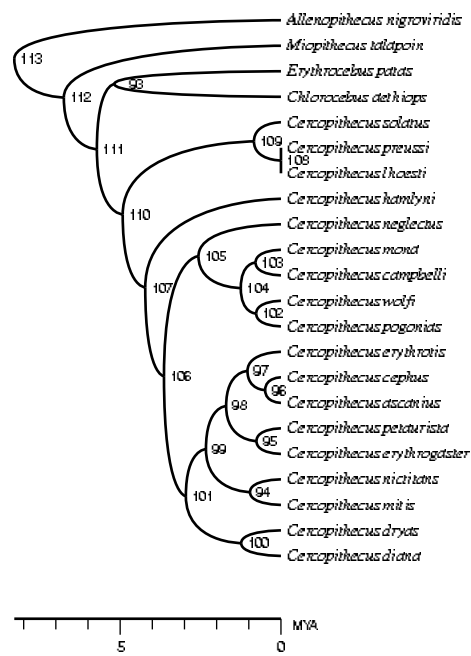 Allenopithecus nigroviridis
113
Miopithecus talapoin
112
Erythrocebus patas
93
Chlorocebus aethiops
111
Cercopithecus solatus
109
Cercopithecus preussi
108
Cercopithecus lhoesti
110
Cercopithecus hamlyni
107
Cercopithecus neglectus
105
Cercopithecus mona
103
Cercopithecus campbelli
104
Cercopithecus wolfi
102
Cercopithecus pogonias
106
Cercopithecus erythrotis
97
Cercopithecus cephus
96
Cercopithecus ascanius
98
Cercopithecus petaurista
95
Cercopithecus erythrogaster
99
Cercopithecus nictitans
94
Cercopithecus mitis
101
Cercopithecus dryas
100
Cercopithecus diana
MYA
5 0